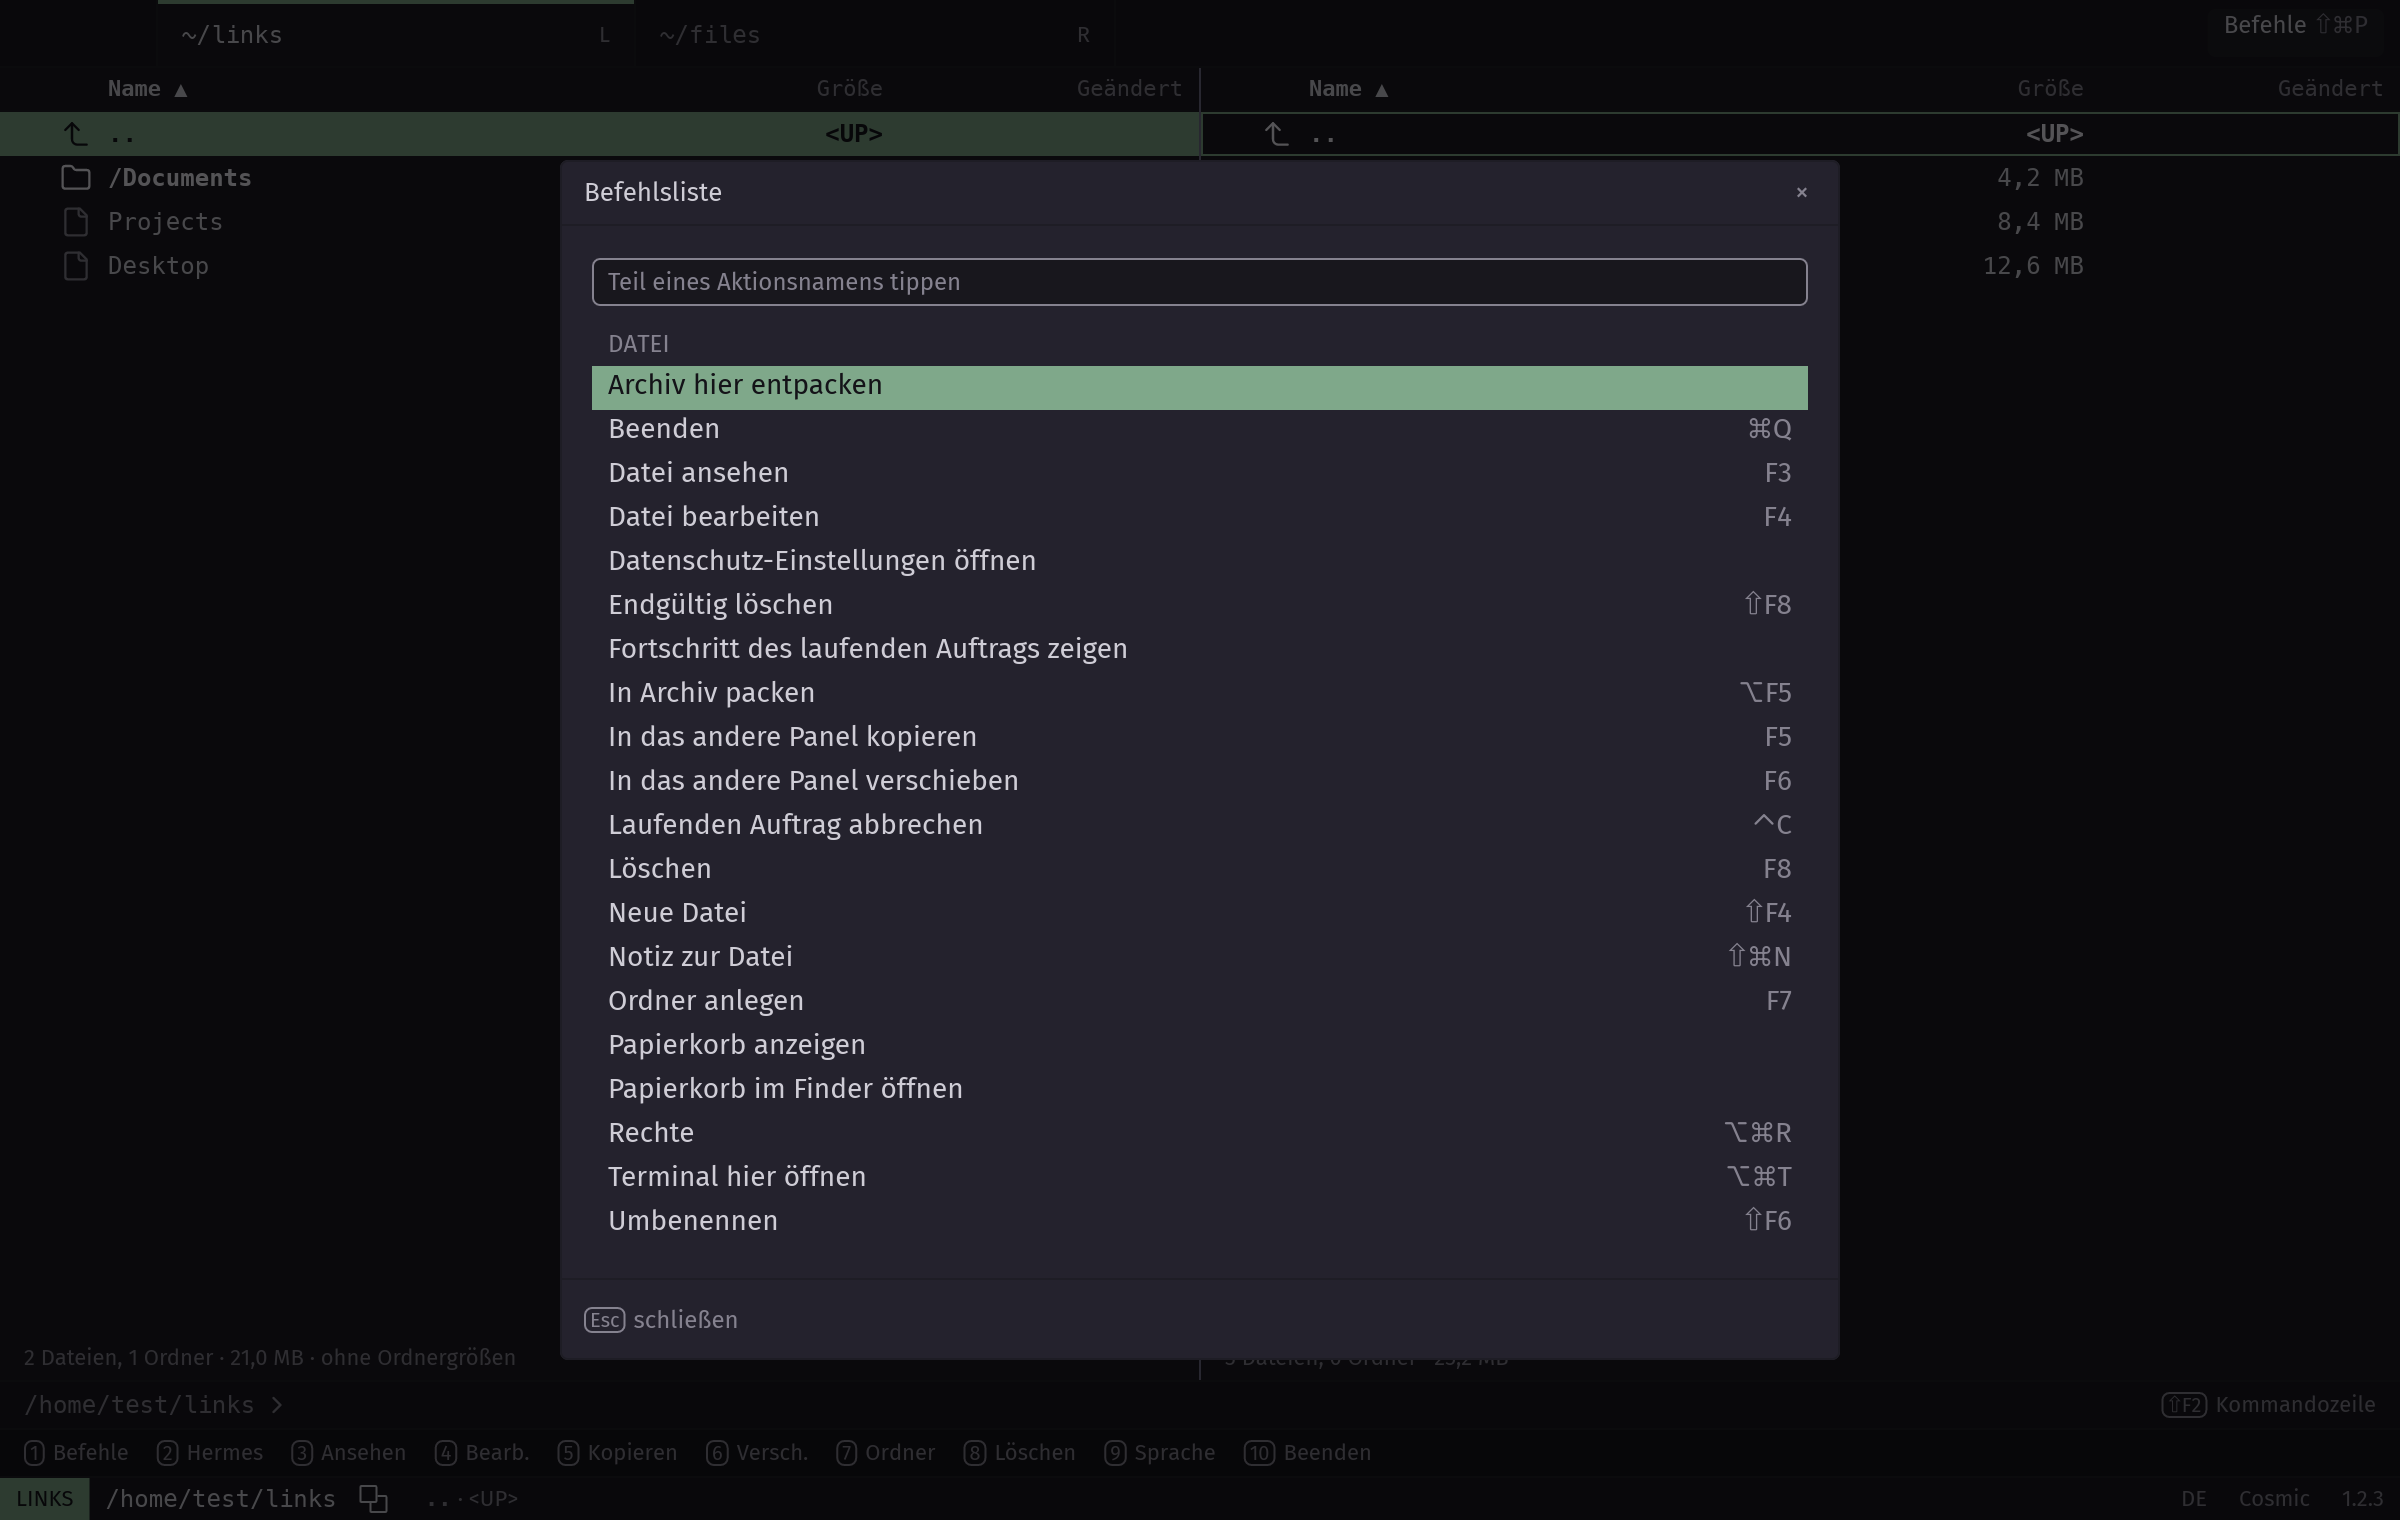 ~/links L ~/files R Befehle ⇧⌘P
Name ▲ Größe Geändert Name ▲ Größe Geändert
.. <UP> .. <UP>
/Documents 4,2 MB
Projects 8,4 MB
Desktop 12,6 MB
Befehlsliste ×
Teil eines Aktionsnamens tippen
DATEI
Archiv hier entpacken
Beenden ⌘Q
Datei ansehen F3
Datei bearbeiten F4
Datenschutz-Einstellungen öffnen
Endgültig löschen ⇧F8
Fortschritt des laufenden Auftrags zeigen
In Archiv packen ⌥F5
In das andere Panel kopieren F5
In das andere Panel verschieben F6
Laufenden Auftrag abbrechen ^C
Löschen F8
Neue Datei ⇧F4
Notiz zur Datei ⇧⌘N
Ordner anlegen F7
Papierkorb anzeigen
Papierkorb im Finder öffnen
Rechte ⌥⌘R
Terminal hier öffnen ⌥⌘T
Umbenennen ⇧F6
Esc schließen
2 Dateien, 1 Ordner · 21,0 MB · ohne Ordnergrößen
/home/test/links > ⇧F2 Kommandozeile
1 Befehle 2 Hermes 3 Ansehen 4 Bearb. 5 Kopieren 6 Versch. 7 Ordner 8 Löschen 9 Sprache 10 Beenden
LINKS /home/test/links .. · <UP> DE Cosmic 1.2.3